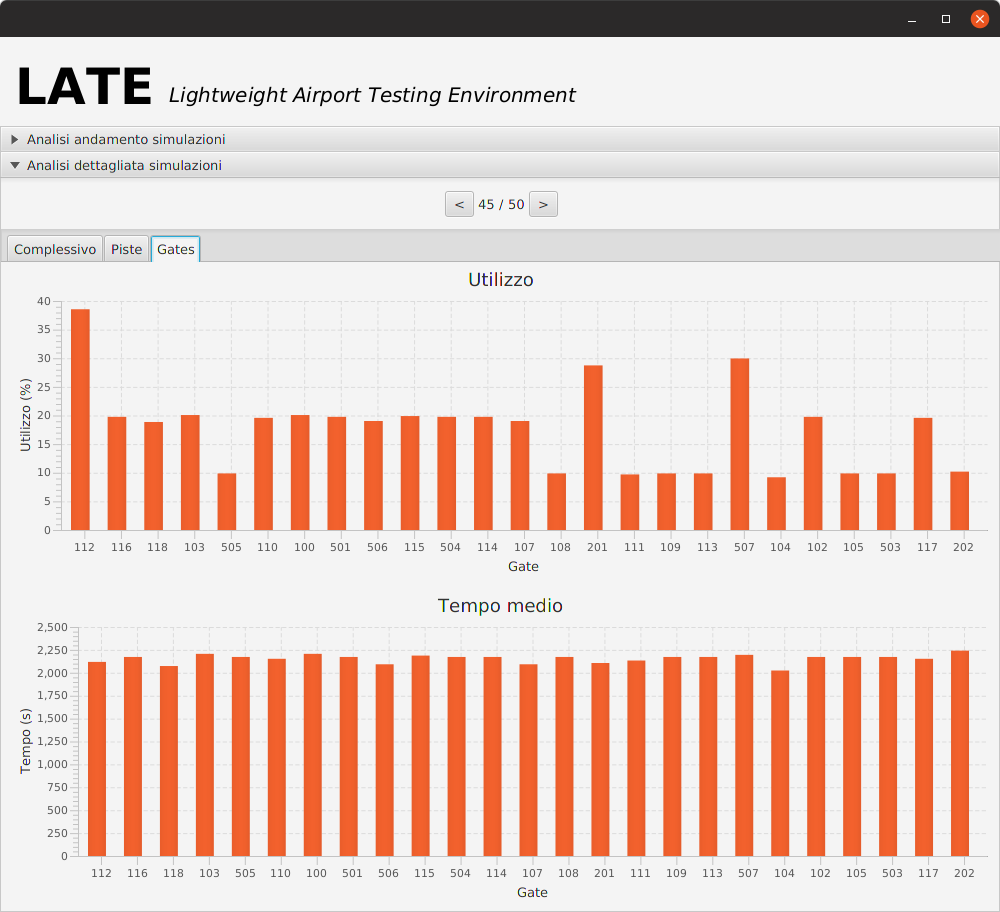 LATE Lightweight Airport Testing Environment
Analisi andamento simulazioni
Analisi dettagliata simulazioni
< 45 / 50 >
Complessivo Piste Gates
Utilizzo
Utilizzo (%)
40
35
30
25
20
15
10
5
0
112 116 118 103 505 110 100 501 506 115 504 114 107 108 201 111 109 113 507 104 102 105 503 117 202
Gate
Tempo medio
Tempo (s)
2,500
2,250
2,000
1,750
1,500
1,250
1,000
750
500
250
0
112 116 118 103 505 110 100 501 506 115 504 114 107 108 201 111 109 113 507 104 102 105 503 117 202
Gate